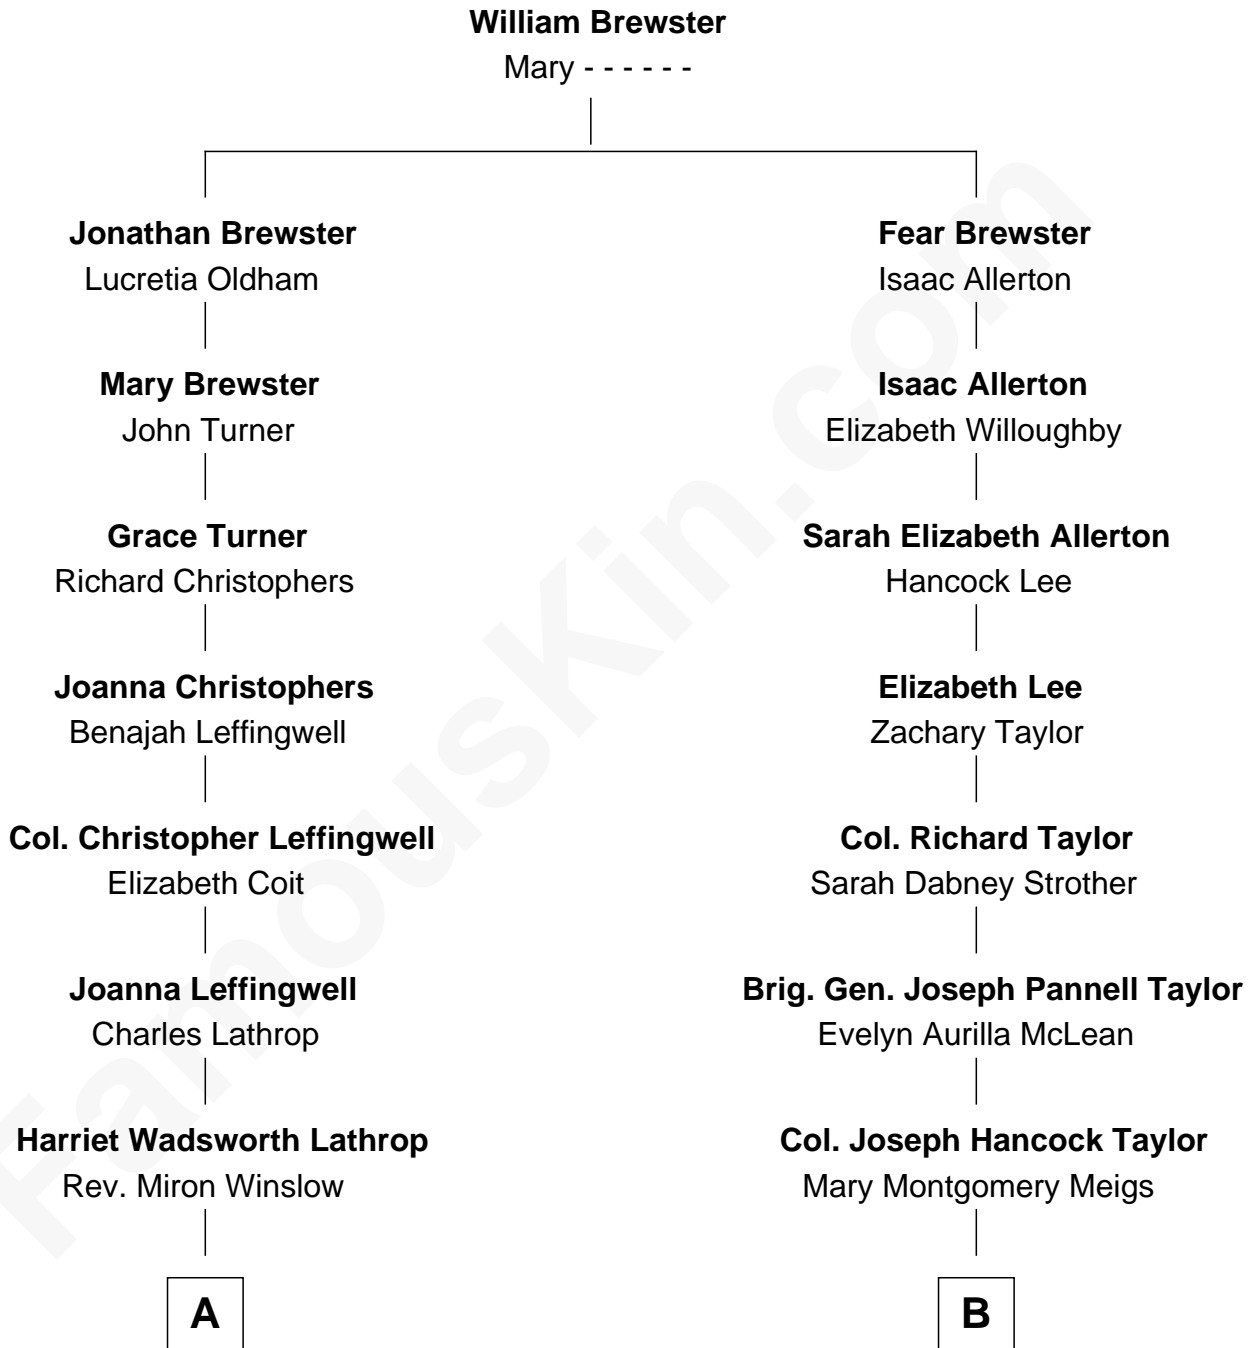 William Brewster
Mary - - - - - -
Jonathan Brewster
Lucretia Oldham
Fear Brewster
Isaac Allerton
Mary Brewster
John Turner
Isaac Allerton
Elizabeth Willoughby
Grace Turner
Richard Christophers
Sarah Elizabeth Allerton
Hancock Lee
Joanna Christophers
Benajah Leffingwell
Elizabeth Lee
Zachary Taylor
Col. Christopher Leffingwell
Elizabeth Coit
Col. Richard Taylor
Sarah Dabney Strother
Joanna Leffingwell
Charles Lathrop
Brig. Gen. Joseph Pannell Taylor
Evelyn Aurilla McLean
Harriet Wadsworth Lathrop
Rev. Miron Winslow
Col. Joseph Hancock Taylor
Mary Montgomery Meigs
A
B
FamousKin.com